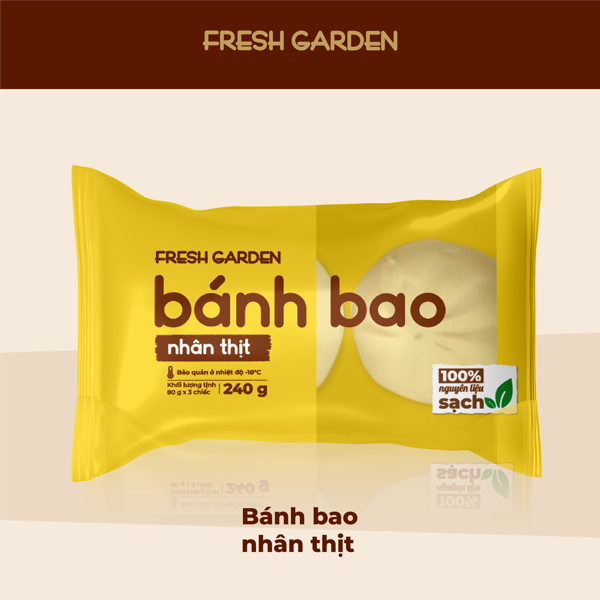 FRESH GARDEN
FRESH GARDEN
bánh bao
nhân thịt
Bảo quản ở nhiệt độ -18°C
Khối lượng tịnh
80 g x 3 chiếc
240 g
100%
nguyên liệu
sạch
Bánh bao
nhân thịt